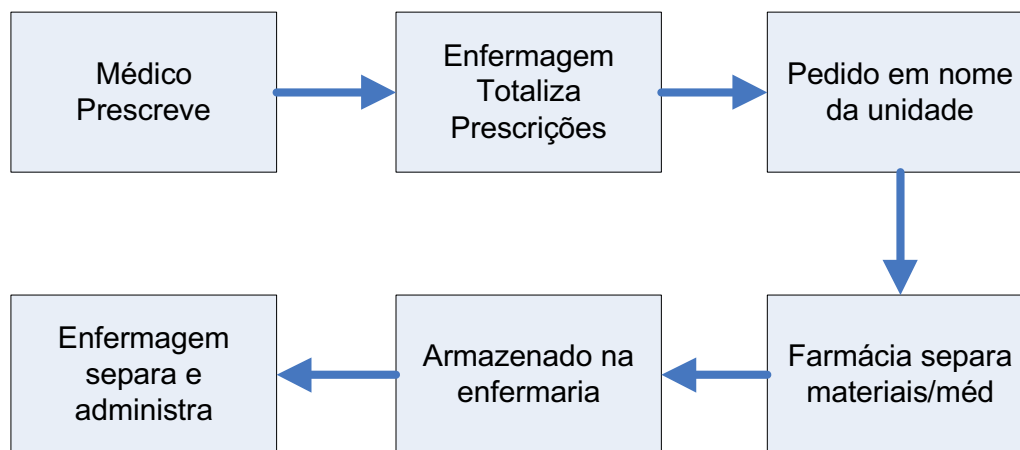 Médico
Prescreve
Enfermagem
Totaliza
Prescrições
Pedido em nome
da unidade
Farmácia separa
materiais/méd
Armazenado na
enfermaria
Enfermagem
separa e
administra